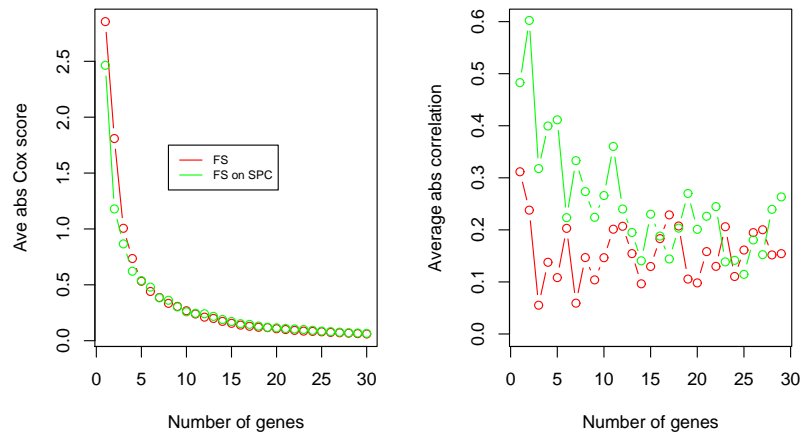 Ave abs Cox score
0.0
0.5
1.0
1.5
2.0
2.5
FS
FS on SPC
0 5 10 15 20 25 30
Number of genes
Average abs correlation
0.0
0.1
0.2
0.3
0.4
0.5
0.6
0 5 10 15 20 25 30
Number of genes